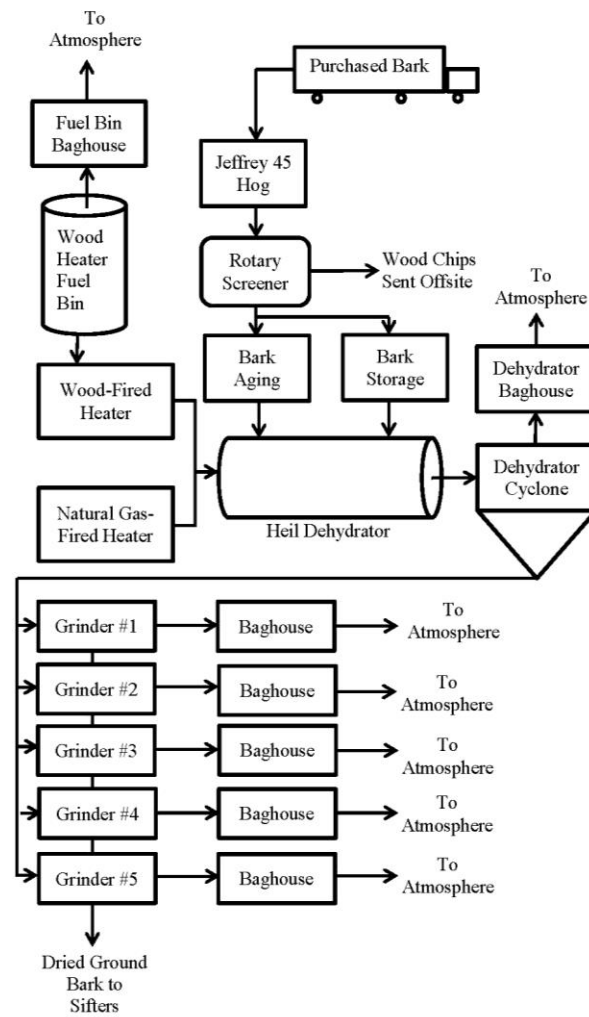 To
Atmosphere
Purchased Bark
Fuel Bin
Baghouse
Jeffrey 45
Hog
Wood
Heater
Fuel
Bin
Rotary
Screener
Wood Chips
Sent Offsite
To
Atmosphere
Bark
Aging
Bark
Storage
Dehydrator
Baghouse
Wood-Fired
Heater
Dehydrator
Cyclone
Natural Gas-
Fired Heater
Heil Dehydrator
Grinder #1
Baghouse
To
Atmosphere
Grinder #2
Baghouse
To
Atmosphere
Grinder #3
Baghouse
To
Atmosphere
Grinder #4
Baghouse
To
Atmosphere
Grinder #5
Baghouse
To
Atmosphere
Dried Ground
Bark to
Sifters